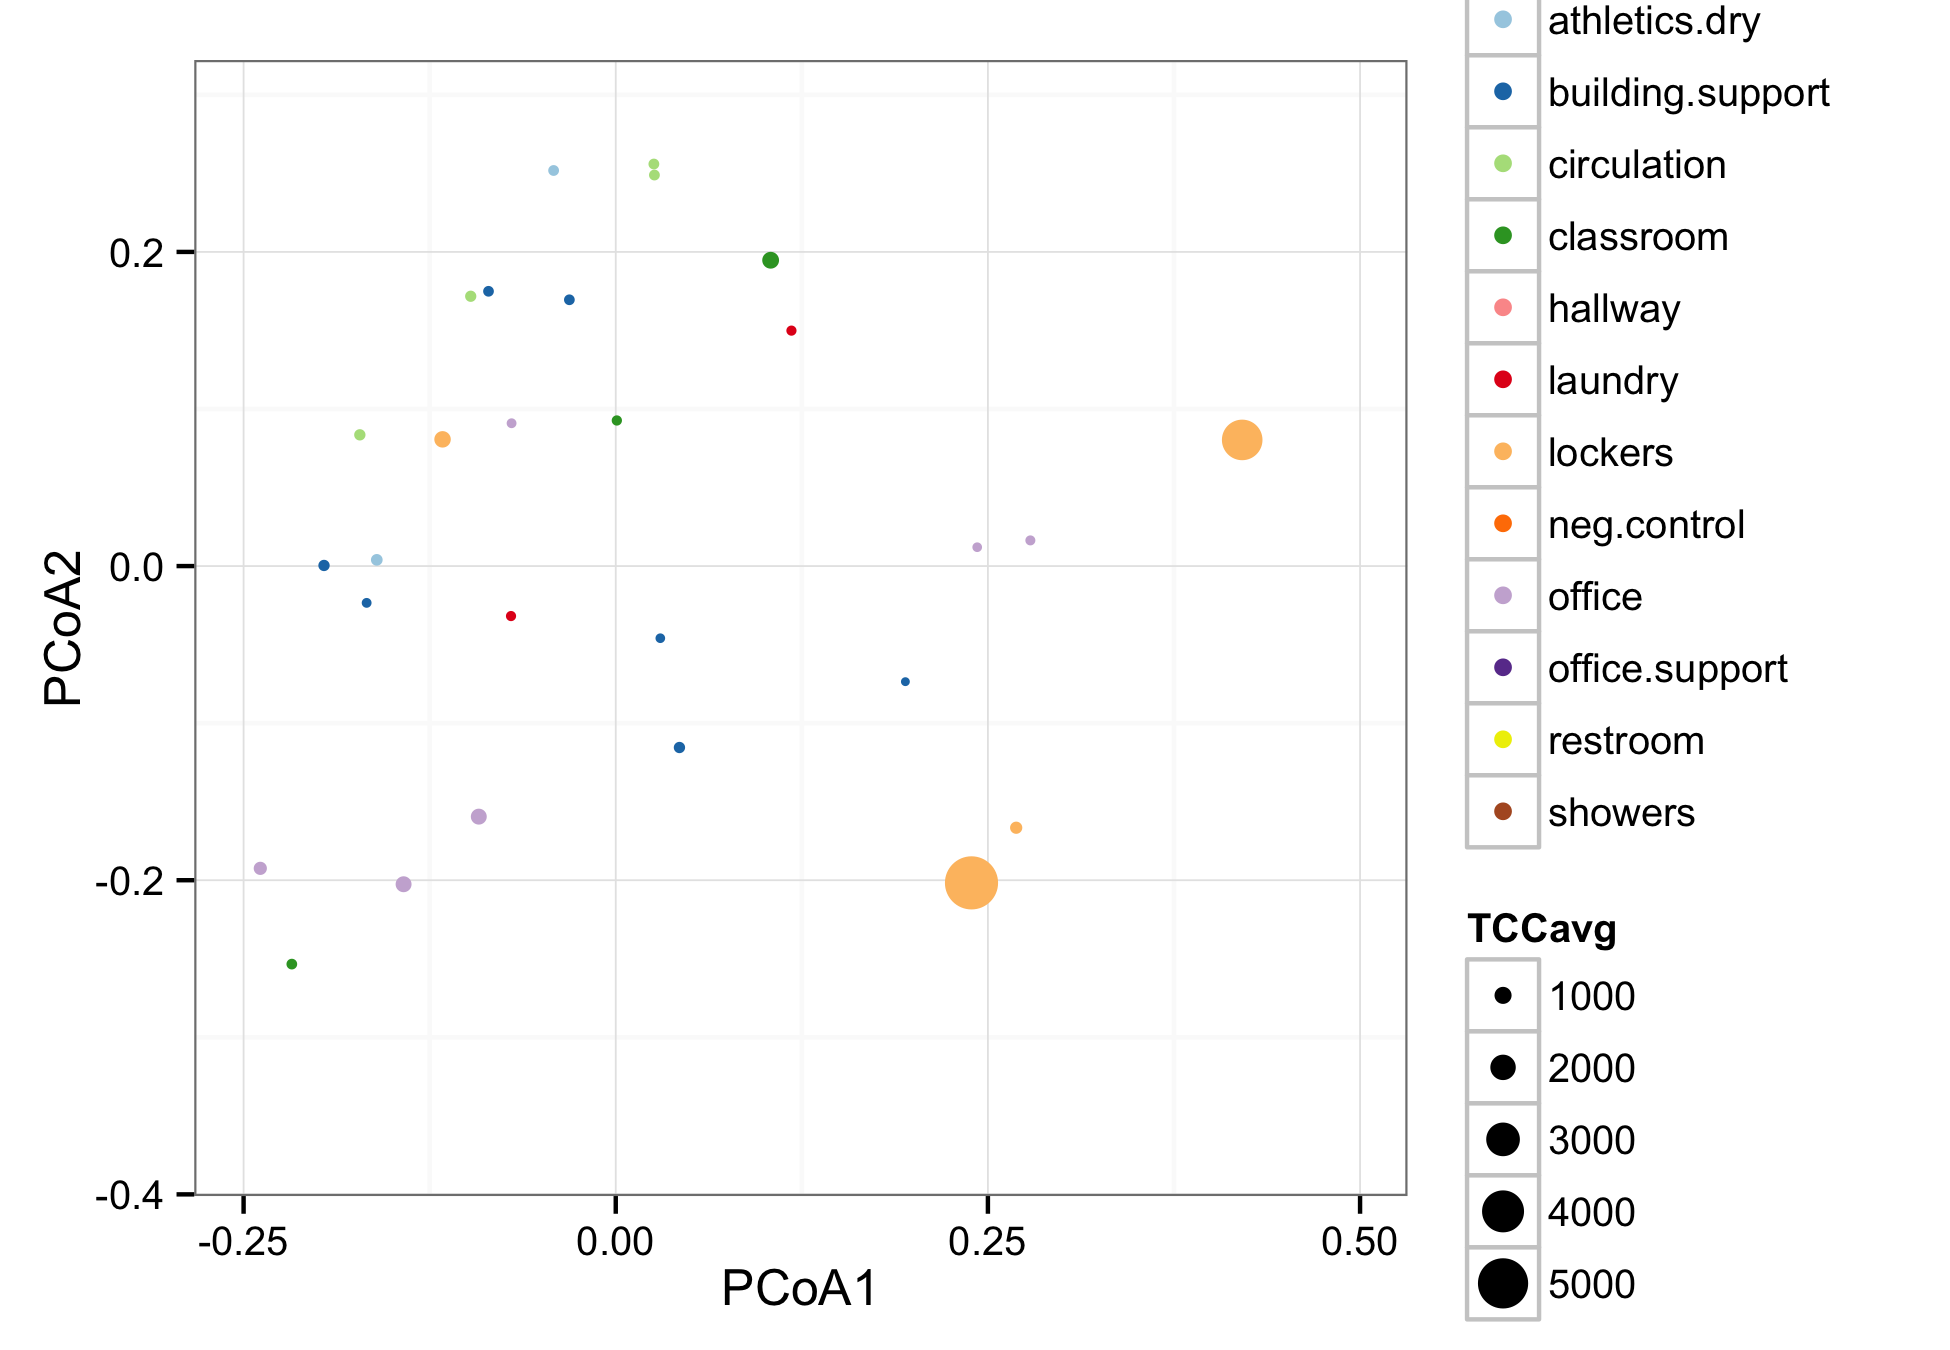 athletics.dry
building.support
circulation
classroom
hallway
laundry
lockers
neg.control
office
office.support
restroom
showers
TCCavg
1000
2000
3000
4000
5000
0.2
0.0
-0.2
-0.4
PCoA2
-0.25 0.00 0.25 0.50
PCoA1